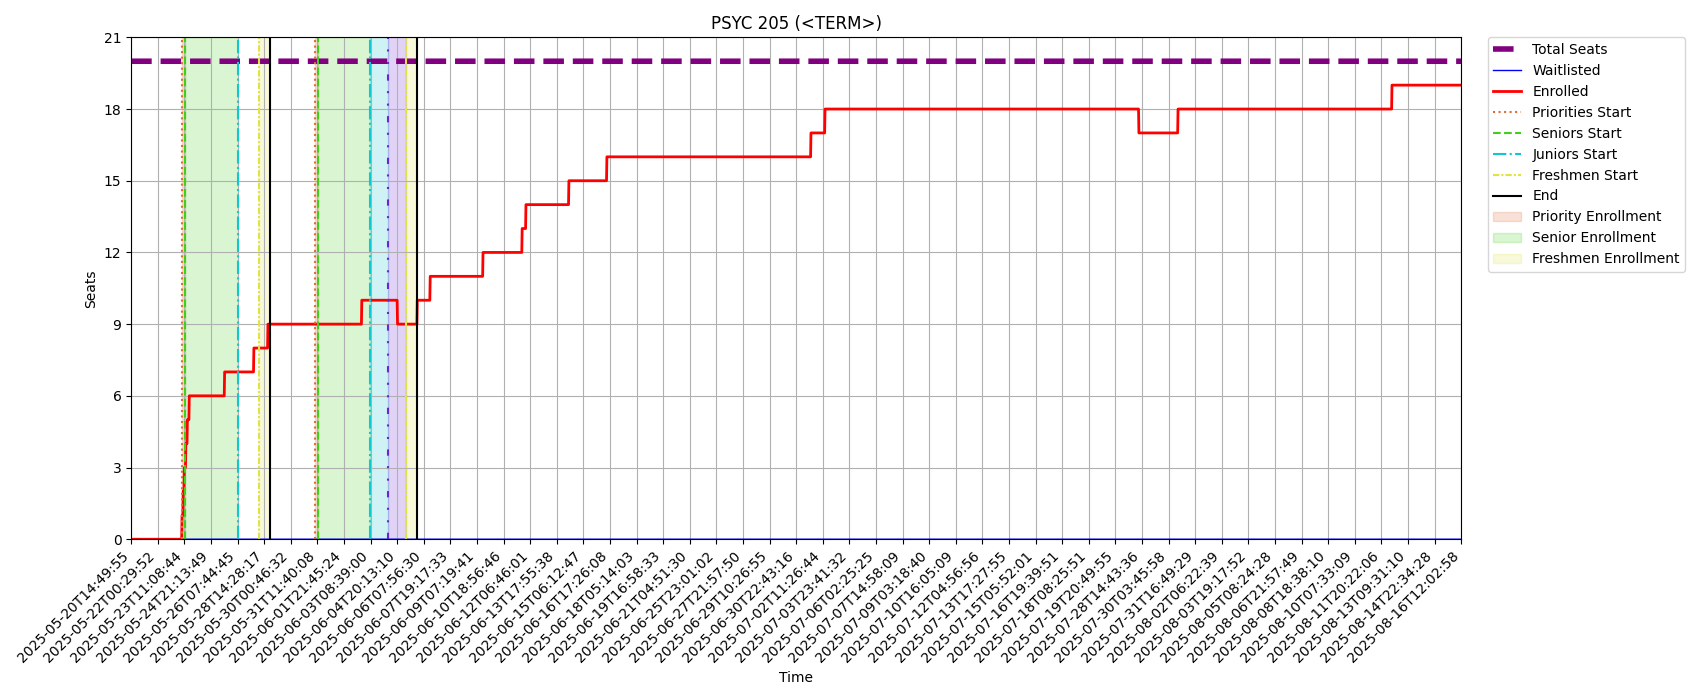 PSYC 205 (<TERM>)
21
18
15
12
9
6
3
0
Seats
2025-05-20T14:49:55
2025-05-22T00:29:52
2025-05-23T11:08:44
2025-05-24T21:13:49
2025-05-26T07:44:45
2025-05-28T14:28:17
2025-05-30T00:46:32
2025-05-31T11:40:08
2025-06-01T21:45:24
2025-06-03T08:39:00
2025-06-04T20:13:10
2025-06-06T07:56:30
2025-06-07T19:17:33
2025-06-09T07:19:41
2025-06-10T18:56:46
2025-06-12T06:46:01
2025-06-13T17:55:38
2025-06-15T06:12:47
2025-06-16T17:26:08
2025-06-18T05:14:03
2025-06-19T16:58:33
2025-06-21T04:51:30
2025-06-25T23:01:02
2025-06-27T21:57:50
2025-06-29T10:26:55
2025-06-30T22:43:16
2025-07-02T11:26:44
2025-07-03T23:41:32
2025-07-06T02:25:25
2025-07-07T14:58:09
2025-07-09T03:18:40
2025-07-10T16:05:09
2025-07-12T04:56:56
2025-07-13T17:27:55
2025-07-15T05:52:01
2025-07-16T19:39:51
2025-07-18T08:25:51
2025-07-19T20:49:55
2025-07-28T14:43:36
2025-07-30T03:45:58
2025-07-31T16:49:29
2025-08-02T06:22:39
2025-08-03T19:17:52
2025-08-05T08:24:28
2025-08-06T21:57:49
2025-08-08T18:38:10
2025-08-10T07:33:09
2025-08-11T20:22:06
2025-08-13T09:31:10
2025-08-14T22:34:28
2025-08-16T12:02:58
Time
Total Seats
Waitlisted
Enrolled
Priorities Start
Seniors Start
Juniors Start
Freshmen Start
End
Priority Enrollment
Senior Enrollment
Freshmen Enrollment